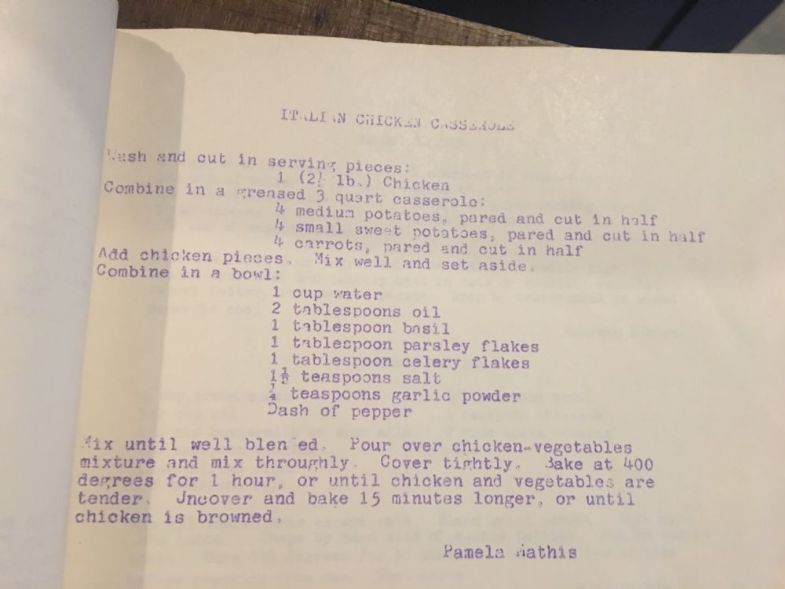 ITALIAN CHICKEN CASSEROLE
Wash and cut in serving pieces:
1 (2½ lb.) Chicken
Combine in a greased 3 quart casserole:
4 medium potatoes, pared and cut in half
4 small sweet potatoes, pared and cut in half
4 carrots, pared and cut in half
Add chicken pieces. Mix well and set aside.
Combine in a bowl:
1 cup water
2 tablespoons oil
1 tablespoon basil
1 tablespoon parsley flakes
1 tablespoon celery flakes
1½ teaspoons salt
¼ teaspoons garlic powder
Dash of pepper
Mix until well blended. Pour over chicken-vegetables
mixture and mix throughly. Cover tightly. Bake at 400
degrees for 1 hour, or until chicken and vegetables are
tender. Uncover and bake 15 minutes longer, or until
chicken is browned.
Pamela Mathis